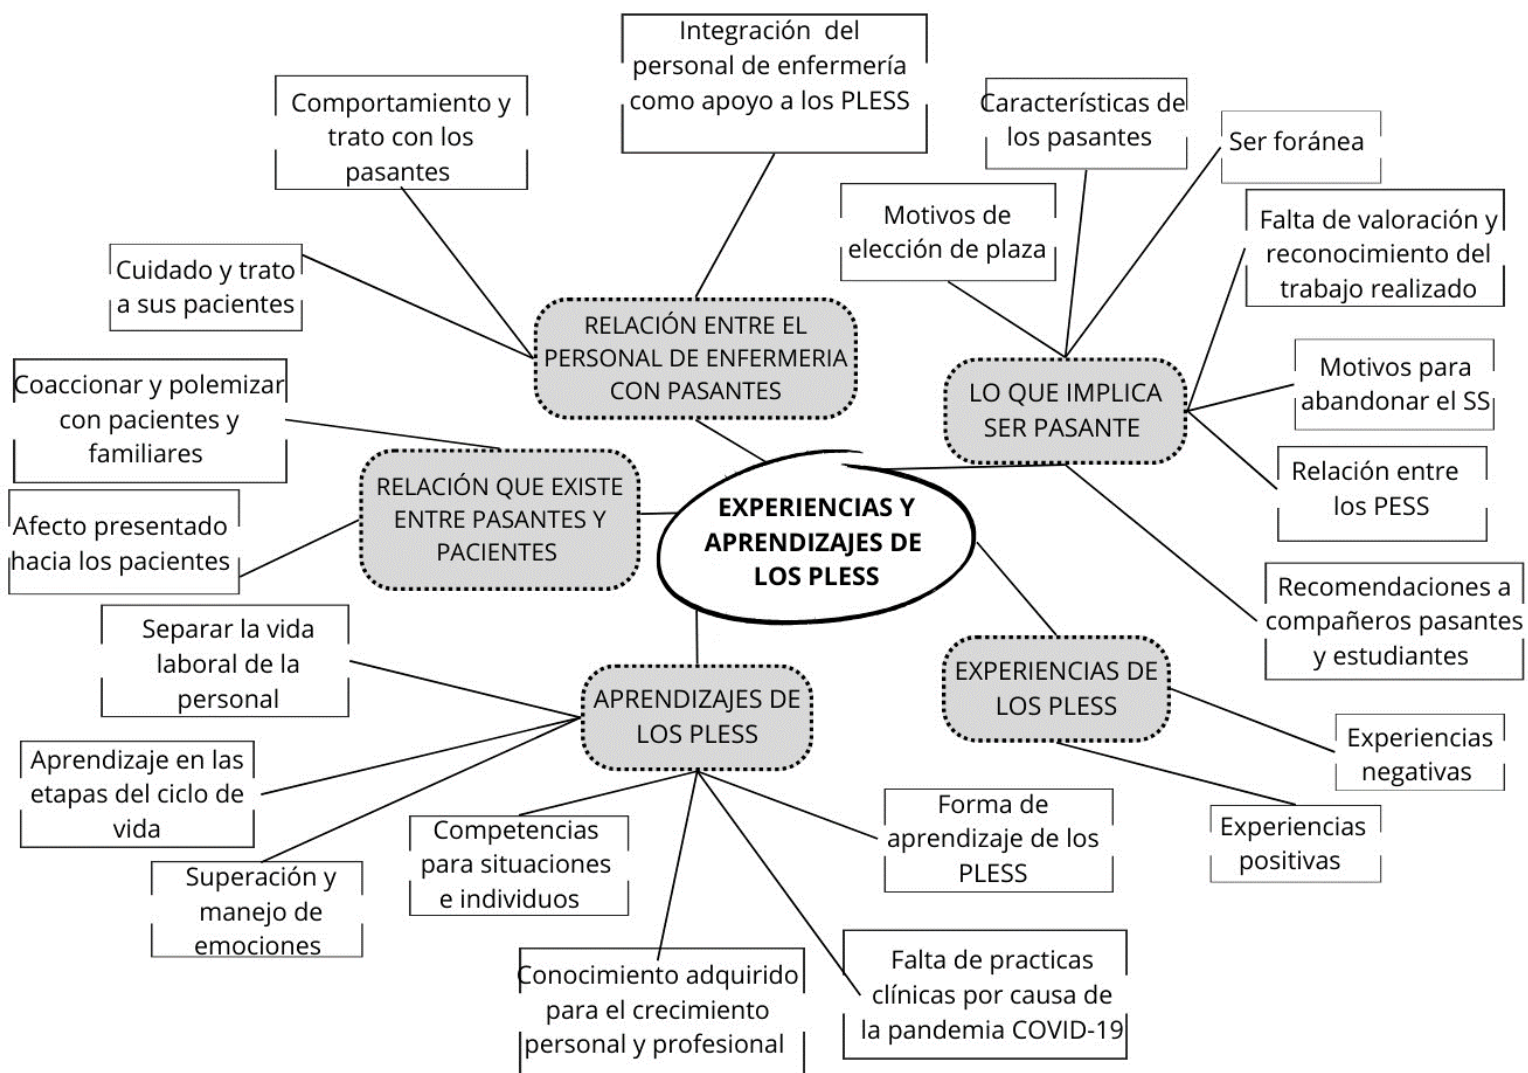 Integración del
personal de enfermería
como apoyo a los PLESS
Comportamiento y
trato con los
pasantes
Características de
los pasantes
Ser foránea
Motivos de
elección de plaza
Falta de valoración y
reconocimiento del
trabajo realizado
Cuidado y trato
a sus pacientes
RELACIÓN ENTRE EL
PERSONAL DE ENFERMERIA
CON PASANTES
Coaccionar y polemizar
con pacientes y
familiares
LO QUE IMPLICA
SER PASANTE
Motivos para
abandonar el SS
RELACIÓN QUE EXISTE
ENTRE PASANTES Y
PACIENTES
EXPERIENCIAS Y
APRENDIZAJES DE
LOS PLESS
Relación entre
los PESS
Afecto presentado
hacia los pacientes
Recomendaciones a
compañeros pasantes
y estudiantes
Separar la vida
laboral de la
personal
APRENDIZAJES DE
LOS PLESS
EXPERIENCIAS DE
LOS PLESS
Experiencias
negativas
Aprendizaje en las
etapas del ciclo de
vida
Experiencias
positivas
Forma de
aprendizaje de los
PLESS
Competencias
para situaciones
e individuos
Superación y
manejo de
emociones
Conocimiento adquirido
para el crecimiento
personal y profesional
Falta de practicas
clínicas por causa de
la pandemia COVID-19